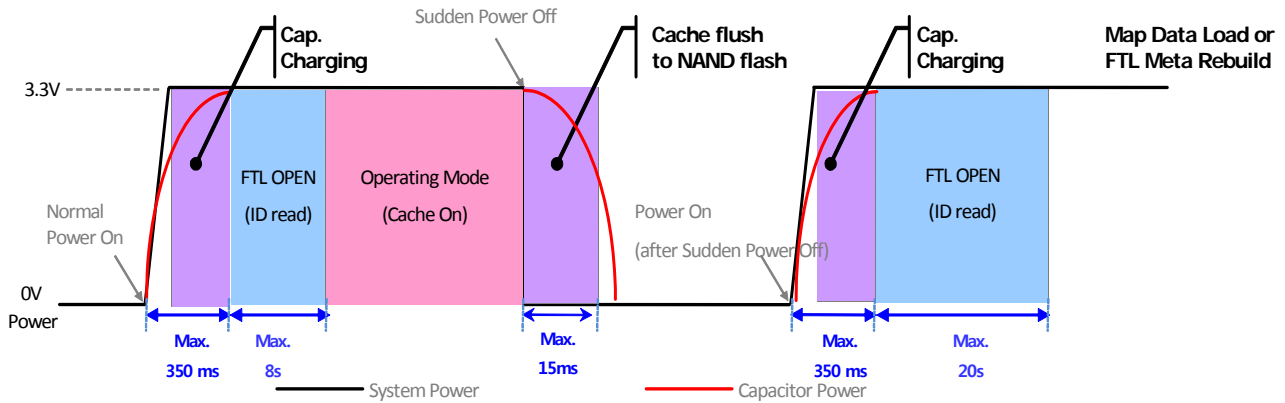 Sudden Power Off
Cap.
Charging
Cache flush
to NAND flash
Cap.
Charging
Map Data Load or
FTL Meta Rebuild
3.3V
FTL OPEN
(ID read)
Operating Mode
(Cache On)
FTL OPEN
(ID read)
Normal
Power On
Power On
(after Sudden Power Off)
0V
Power
Max.
350 ms
Max.
8s
Max.
15ms
Max.
350 ms
Max.
20s
System Power
Capacitor Power